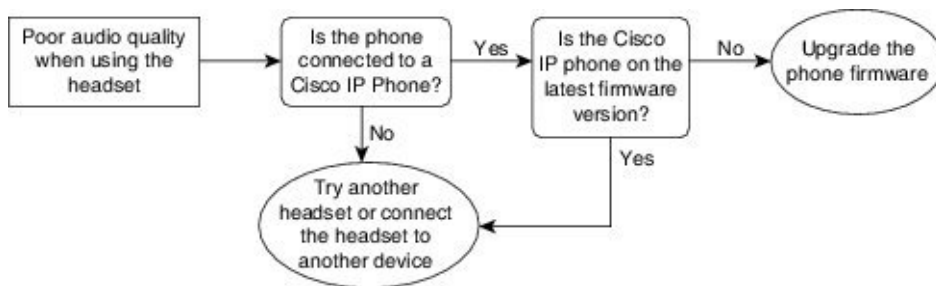 Poor audio quality
when using the
headset
Is the phone
connected to a
Cisco IP Phone?
Yes
Is the Cisco
IP phone on the
latest firmware
version?
No
Upgrade the
phone firmware
No
Yes
Try another
headset or connect
the headset to
another device